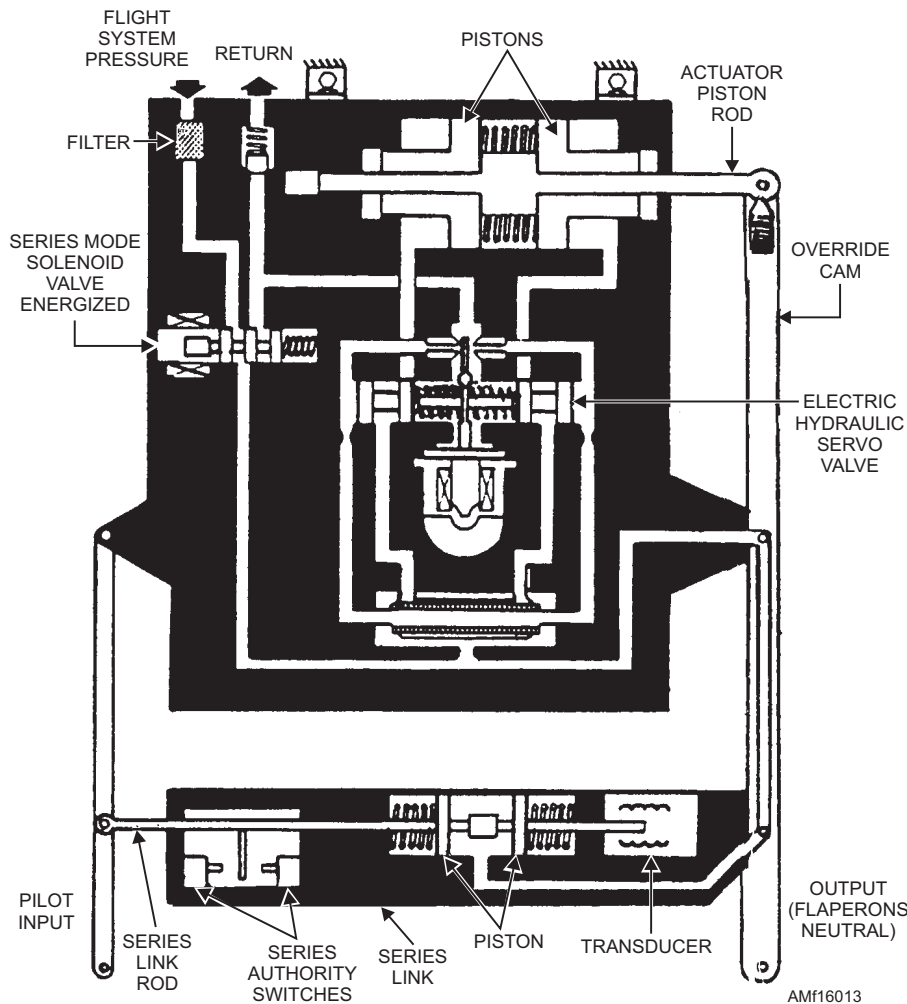 FLIGHT
SYSTEM
PRESSURE
RETURN
PISTONS
ACTUATOR
PISTON
ROD
FILTER
SERIES MODE
SOLENOID
VALVE
ENERGIZED
OVERRIDE
CAM
ELECTRIC
HYDRAULIC
SERVO
VALVE
PILOT
INPUT
SERIES
LINK
ROD
SERIES
AUTHORITY
SWITCHES
SERIES
LINK
PISTON
TRANSDUCER
OUTPUT
(FLAPERONS
NEUTRAL)
AMf16013